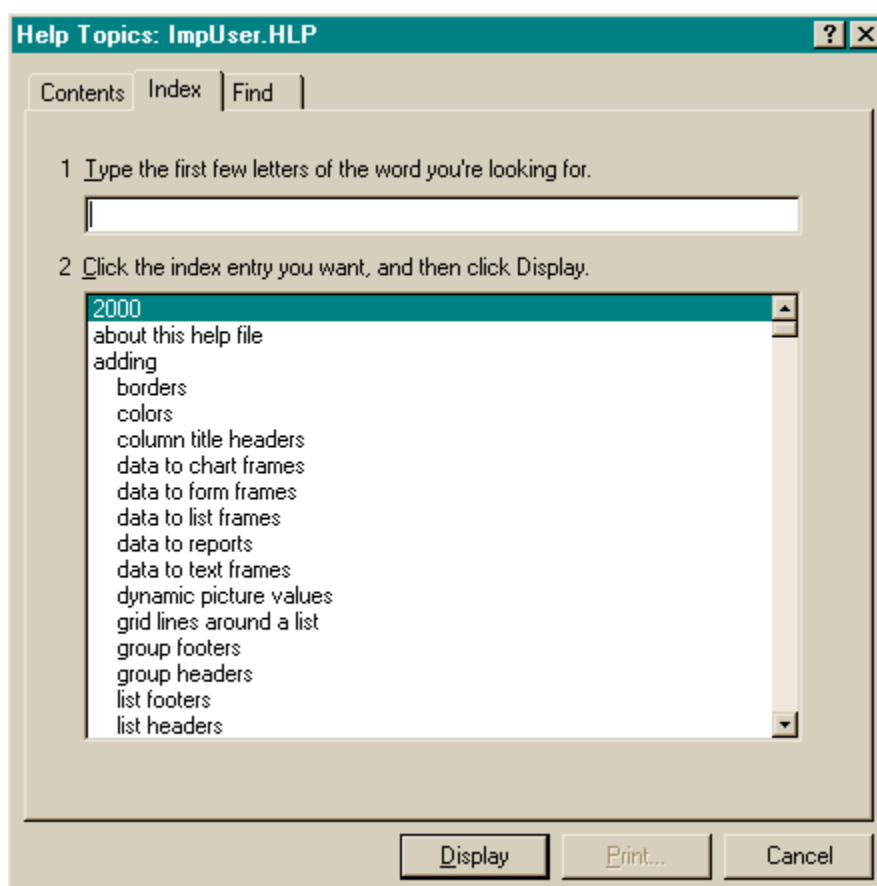 Help Topics: ImpUser.HLP
Contents Index Find
1 Type the first few letters of the word you're looking for.
2 Click the index entry you want, and then click Display.
2000
about this help file
adding
borders
colors
column title headers
data to chart frames
data to form frames
data to list frames
data to reports
data to text frames
dynamic picture values
grid lines around a list
group footers
group headers
list footers
list headers
Display Print... Cancel